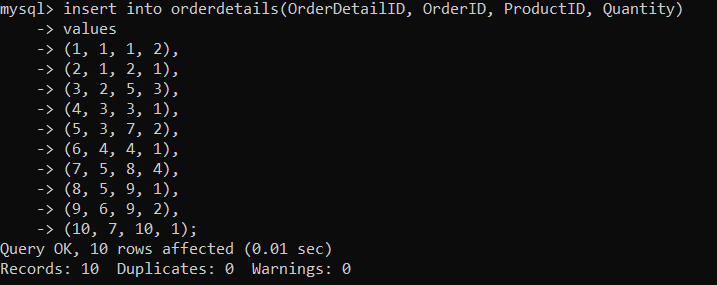 mysql> insert into orderdetails(OrderDetailID, OrderID, ProductID, Quantity)
    -> values
    -> (1, 1, 1, 2),
    -> (2, 1, 2, 1),
    -> (3, 2, 5, 3),
    -> (4, 3, 3, 1),
    -> (5, 3, 7, 2),
    -> (6, 4, 4, 1),
    -> (7, 5, 8, 4),
    -> (8, 5, 9, 1),
    -> (9, 6, 9, 2),
    -> (10, 7, 10, 1);
Query OK, 10 rows affected (0.01 sec)
Records: 10  Duplicates: 0  Warnings: 0